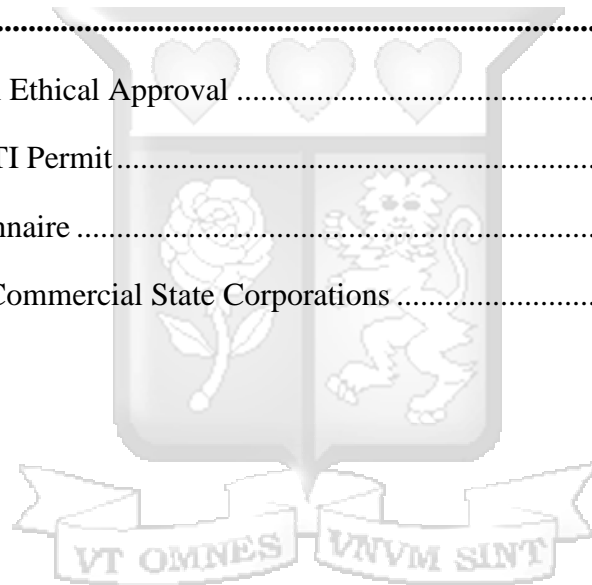 ................................................................................
Ethical Approval ................................................
TI Permit ................................................................
nnaire ......................................................................
Commercial State Corporations ..........................
VT OMNES VNVM SINT